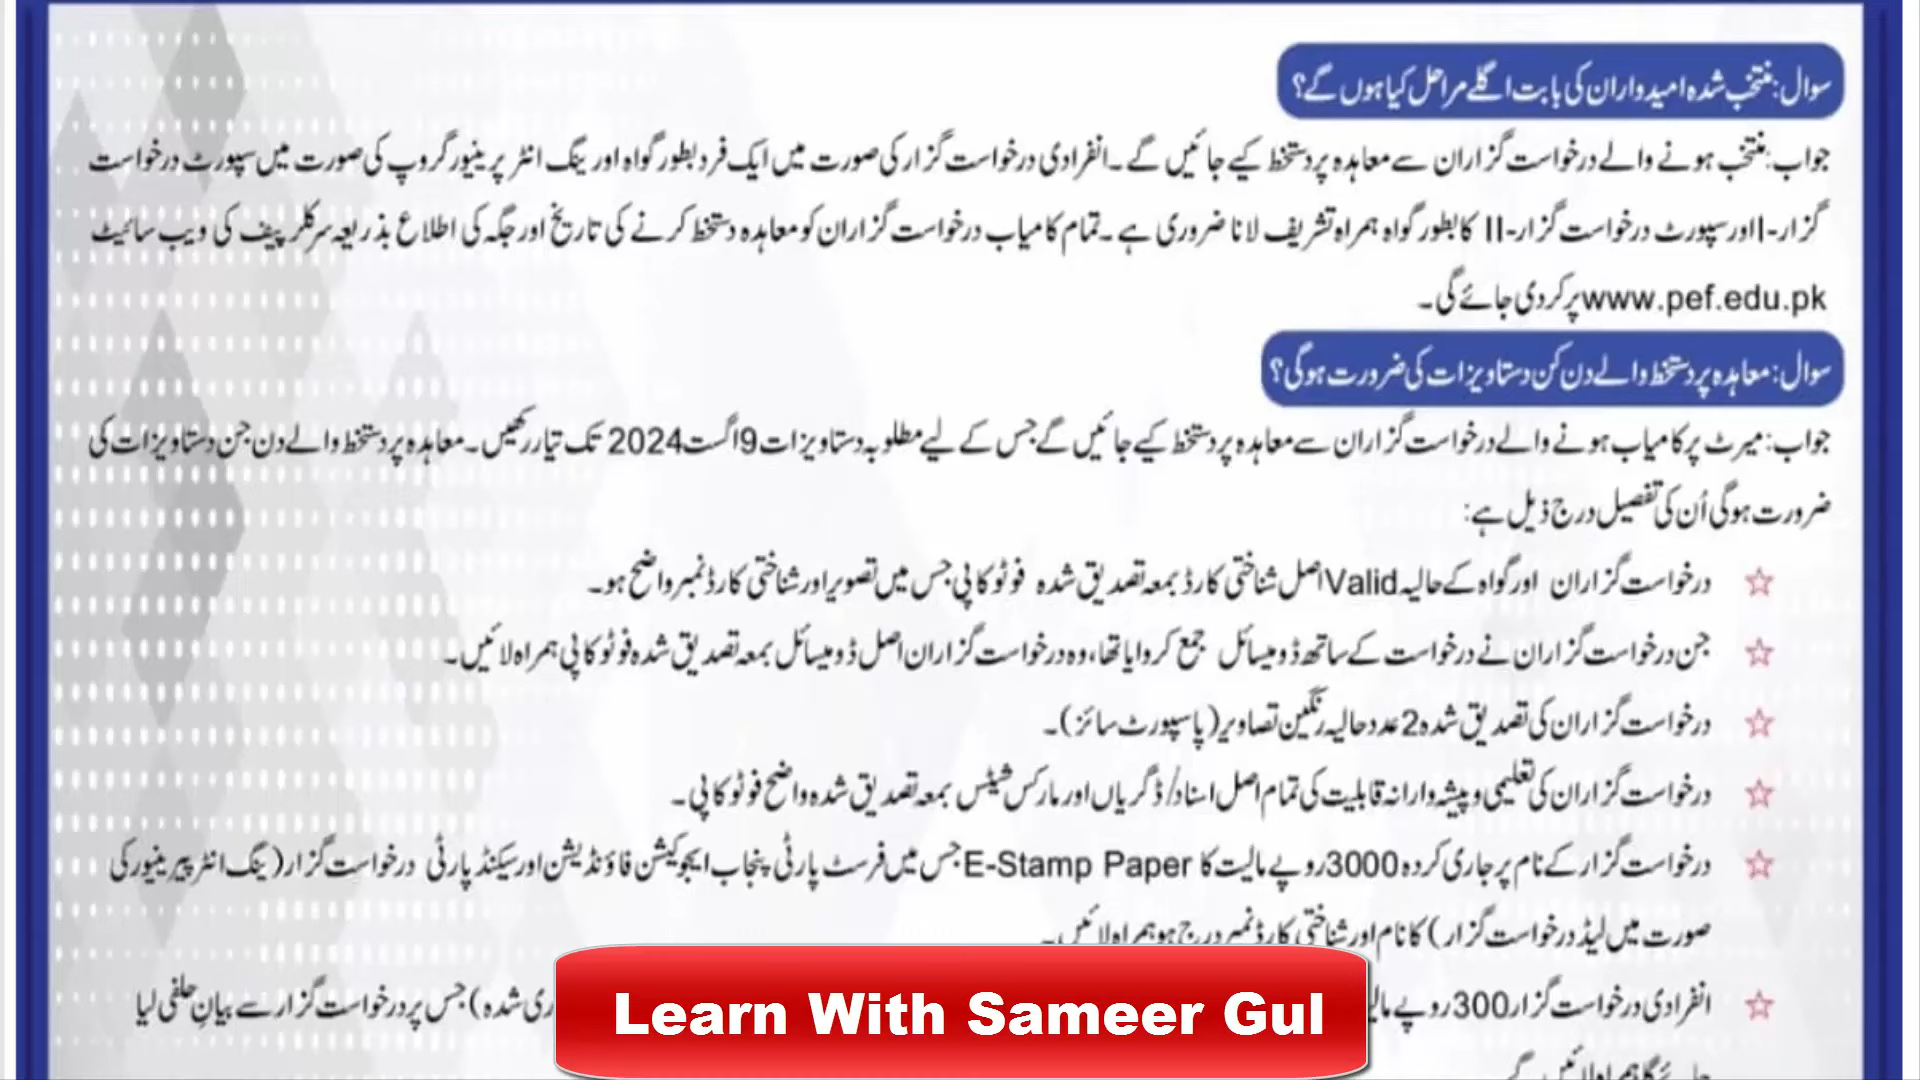 سوال: منتخب شدہ امیدواران کی بابت اگلے مراحل کیا ہوں گے؟
جواب: منتخب ہونے والے درخواست گزاران سے معاہدہ پر دستخط کیے جائیں گے۔ انفرادی درخواست گزار کی صورت میں ایک فرد بطور گواہ اور ینگ انٹر پرینیور گروپ کی صورت میں سپورٹ درخواست
گزار-I اور سپورٹ درخواست گزار-II کا بطور گواہ ہمراہ تشریف لانا ضروری ہے۔ تمام کامیاب درخواست گزاران کو معاہدہ دستخط کرنے کی تاریخ اور جگہ کی اطلاع بذریعہ سرکلر پیف کی ویب سائیٹ
www.pef.edu.pk پر کر دی جائے گی۔
سوال: معاہدہ پر دستخط والے دن کن دستاویزات کی ضرورت ہوگی؟
جواب: میرٹ پر کامیاب ہونے والے درخواست گزاران سے معاہدہ پر دستخط کیے جائیں گے جس کے لیے مطلوبہ دستاویزات 9 اگست 2024 تک تیار رکھیں۔ معاہدہ پر دستخط والے دن جن دستاویزات کی
ضرورت ہوگی اُن کی تفصیل درج ذیل ہے:
درخواست گزاران اور گواہ کے حالیہ Valid اصل شناختی کارڈ بمعہ تصدیق شدہ فوٹو کاپی جس میں تصویر اور شناختی کارڈ نمبر واضح ہو۔
جن درخواست گزاران نے درخواست کے ساتھ ڈومیسائل جمع کروایا تھا، وہ درخواست گزاران اصل ڈومیسائل بمعہ تصدیق شدہ فوٹو کاپی ہمراہ لائیں۔
درخواست گزاران کی تصدیق شدہ 2 عدد حالیہ رنگین تصاویر (پاسپورٹ سائز)۔
درخواست گزاران کی تعلیمی و پیشہ وارانہ قابلیت کی تمام اصل اسناد/ڈگریاں اور مارکس شیٹس بمعہ تصدیق شدہ واضح فوٹو کاپی۔
درخواست گزار کے نام پر جاری کردہ 3000 روپے مالیت کا E-Stamp Paper جس میں فرسٹ پارٹی پنجاب ایجوکیشن فاؤنڈیشن اور سیکنڈ پارٹی درخواست گزار (ینگ انٹر پیرینیور کی
صورت میں لیڈ درخواست گزار) کا نام اور شناختی کارڈ نمبر درج ہو ہمراہ لائیں۔
انفرادی درخواست گزار 300 روپے ری شدہ) جس پر درخواست گزار سے بیانِ حلفی لیا
جائے گا ہمراہ لائیں گے
Learn With Sameer Gul